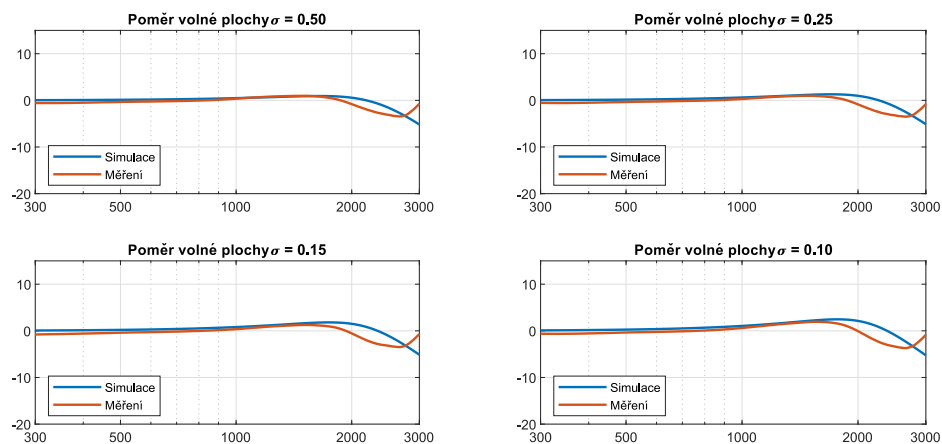 Poměr volné plochy σ = 0.50
10
0
-10
-20
300 500 1000 2000 3000
Simulace
Měření
Poměr volné plochy σ = 0.25
10
0
-10
-20
300 500 1000 2000 3000
Simulace
Měření
Poměr volné plochy σ = 0.15
10
0
-10
-20
300 500 1000 2000 3000
Simulace
Měření
Poměr volné plochy σ = 0.10
10
0
-10
-20
300 500 1000 2000 3000
Simulace
Měření